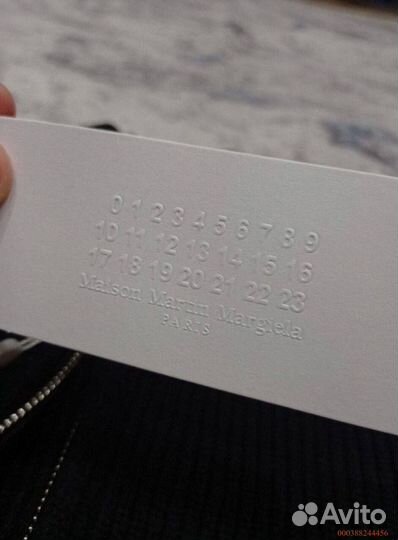 0 1 2 3 4 5 6 7 8 9
10 11 12 13 14 15 16
17 18 19 20 21 22 23
Maison Martin Margiela
PARIS
Avito
000388244456